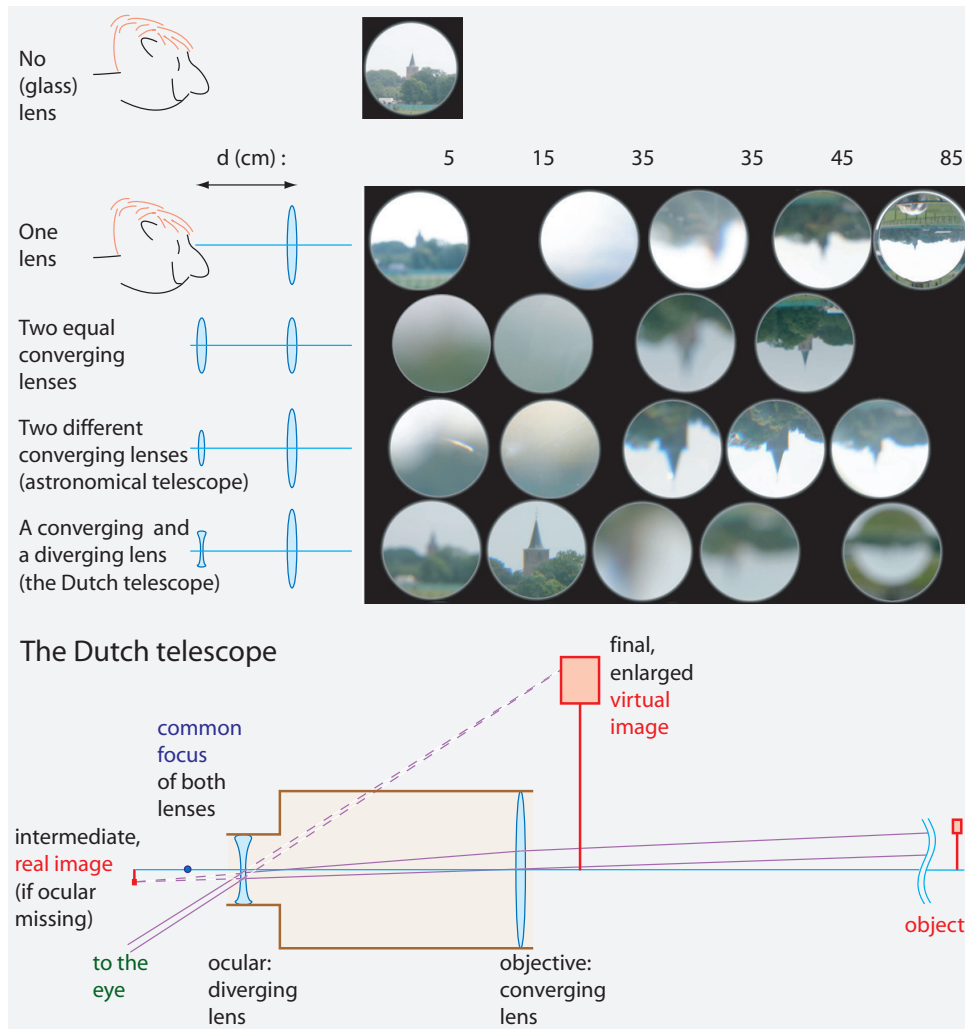 No
(glass)
lens
d (cm) :
5
15
35
35
45
85
One
lens
Two equal
converging
lenses
Two different
converging lenses
(astronomical telescope)
A converging and
a diverging lens
(the Dutch telescope)
The Dutch telescope
final,
enlarged
virtual
image
common
focus
of both
lenses
intermediate,
real image
(if ocular
missing)
object
to the
eye
ocular:
diverging
lens
objective:
converging
lens